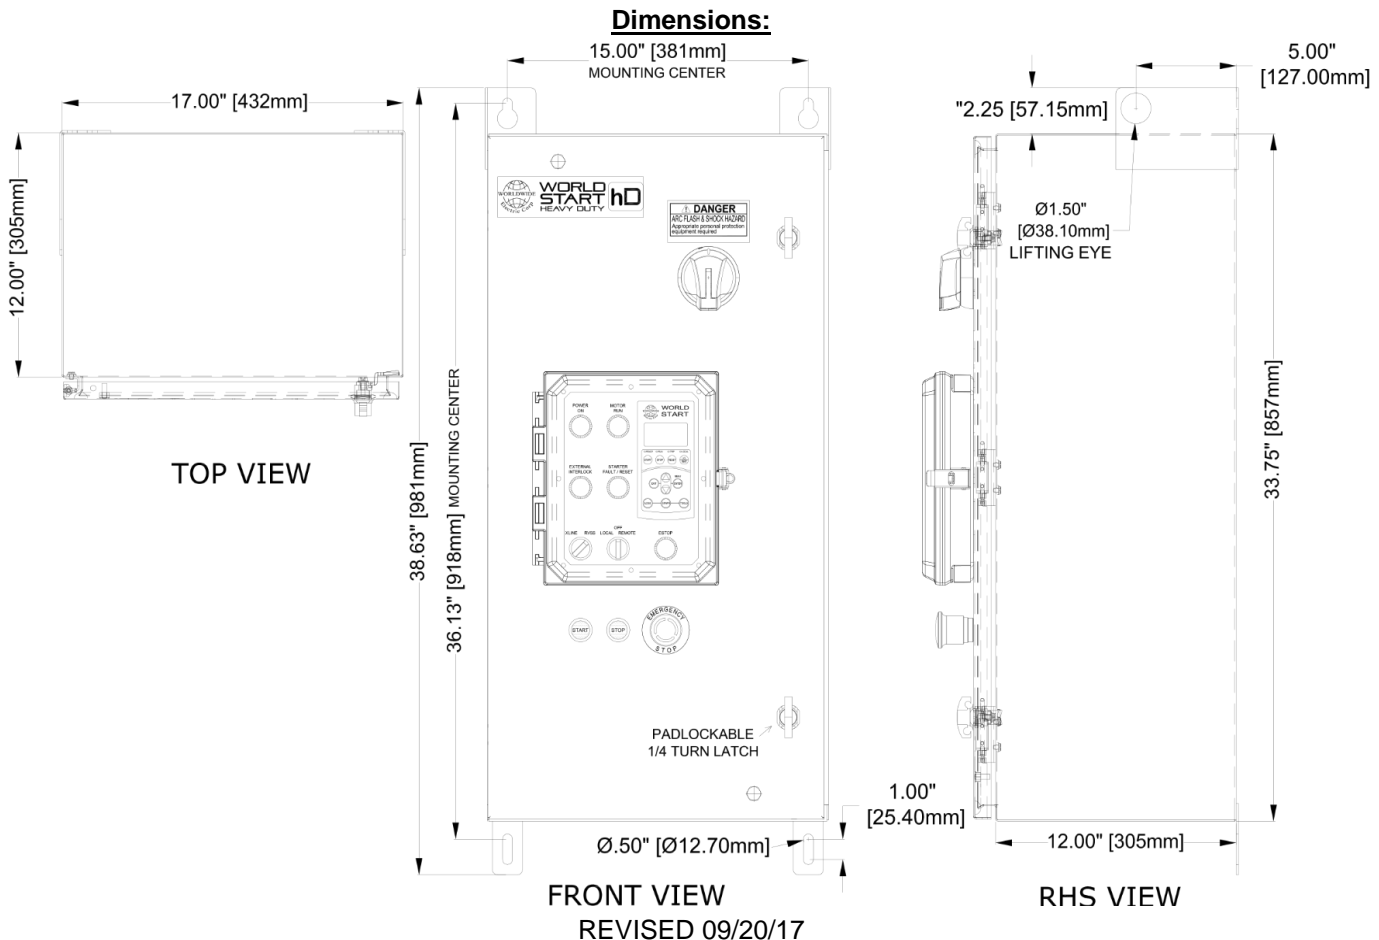 Dimensions:
15.00" [381mm]
MOUNTING CENTER
5.00"
[127.00mm]
17.00" [432mm]
"2.25 [57.15mm]
12.00" [305mm]
WORLDWIDE
Electric Corp
WORLD
START
HEAVY DUTY
hD
DANGER
ARC FLASH & SHOCK HAZARD
Appropriate personal protection
equipment required
Ø1.50"
[Ø38.10mm]
LIFTING EYE
38.63" [981mm]
36.13" [918mm] MOUNTING CENTER
33.75" [857mm]
TOP VIEW
POWER
ON
MOTOR
RUN
WORLD
START
EXTERNAL
INTERLOCK
STARTER
FAULT / RESET
XLINE RVSS
OFF
LOCAL REMOTE
ESTOP
START
STOP
EMERGENCY
STOP
PADLOCKABLE
1/4 TURN LATCH
1.00"
[25.40mm]
Ø.50" [Ø12.70mm]
12.00" [305mm]
FRONT VIEW
RHS VIEW
REVISED 09/20/17